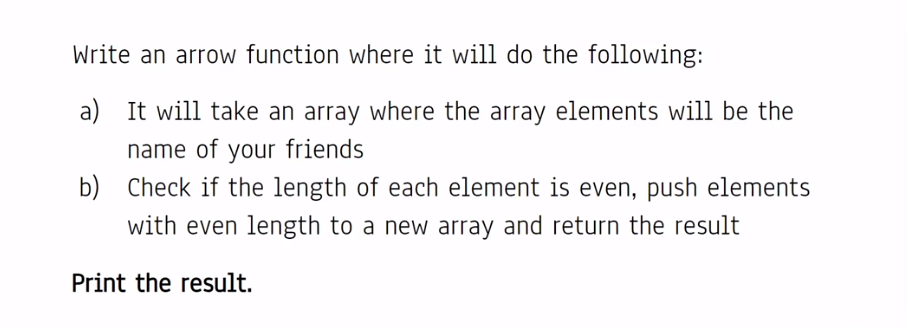 Write an arrow function where it will do the following:
a) It will take an array where the array elements will be the
name of your friends
b) Check if the length of each element is even, push elements
with even length to a new array and return the result
Print the result.